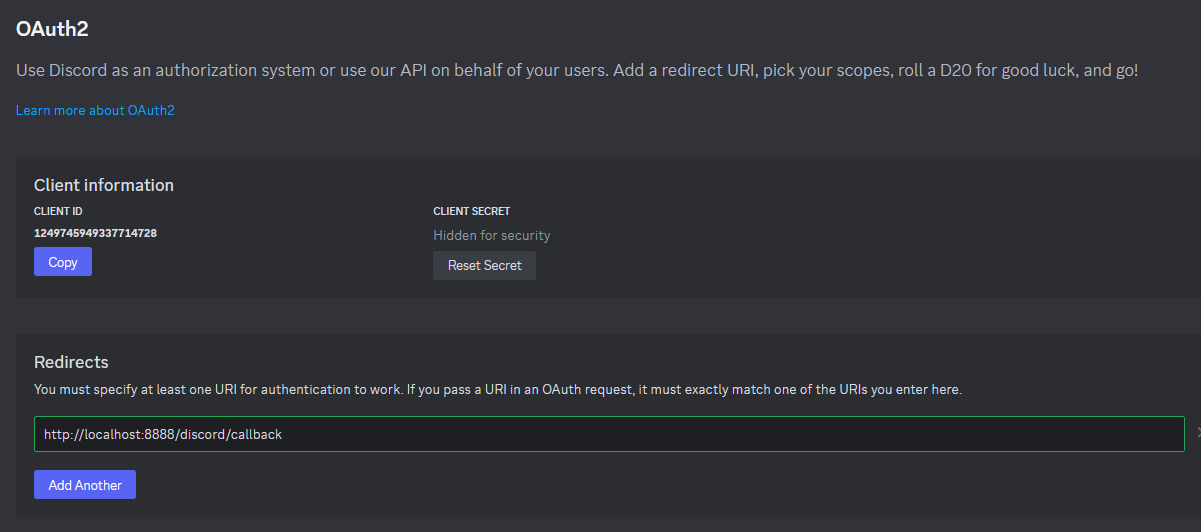 OAuth2
Use Discord as an authorization system or use our API on behalf of your users. Add a redirect URI, pick your scopes, roll a D20 for good luck, and go!
Learn more about OAuth2
Client information
CLIENT ID
1249745949337714728
Copy
CLIENT SECRET
Hidden for security
Reset Secret
Redirects
You must specify at least one URI for authentication to work. If you pass a URI in an OAuth request, it must exactly match one of the URIs you enter here.
http://localhost:8888/discord/callback
Add Another